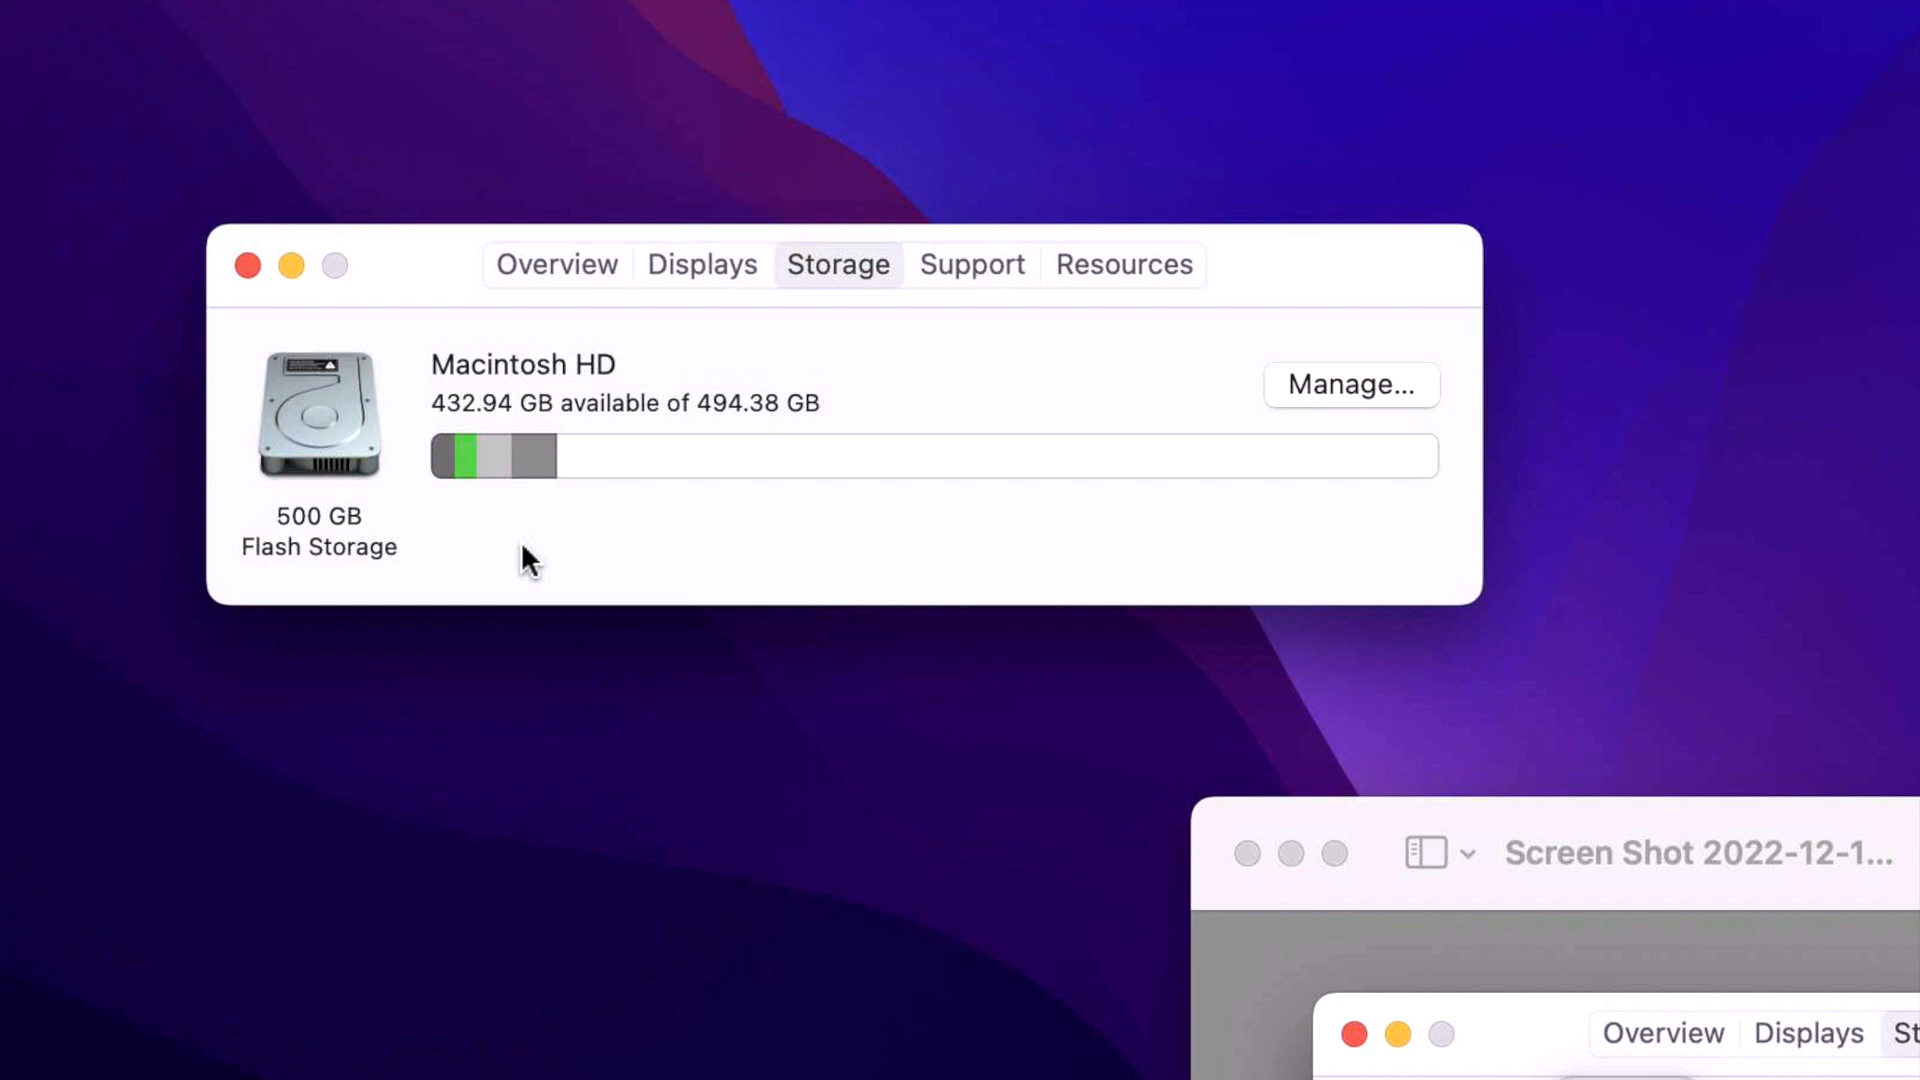 Overview Displays Storage Support Resources
Macintosh HD
432.94 GB available of 494.38 GB
Manage...
500 GB
Flash Storage
Screen Shot 2022-12-1...
Overview Displays St